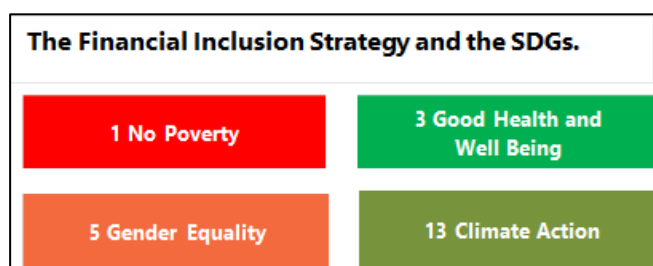 The Financial Inclusion Strategy and the SDGs.
1 No Poverty
3 Good Health and
Well Being
5 Gender Equality
13 Climate Action